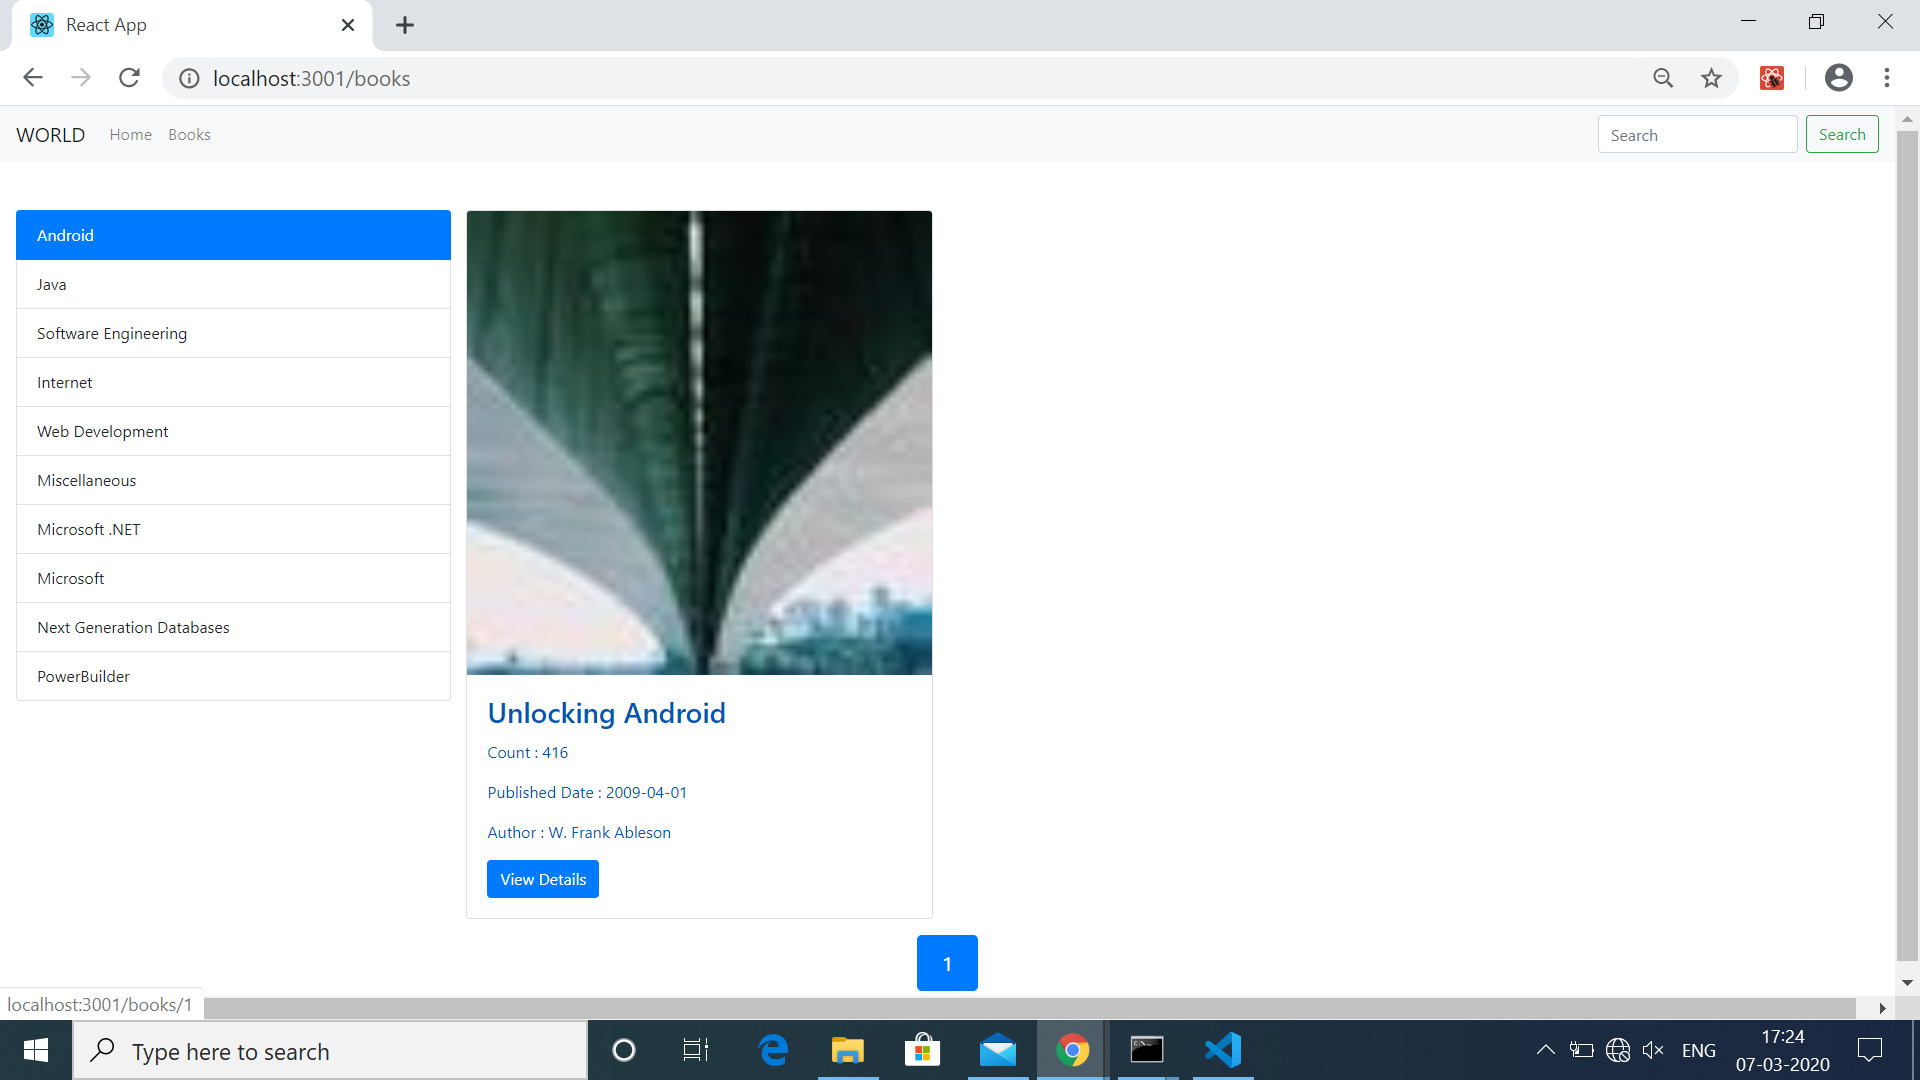 React App
localhost:3001/books
WORLD Home Books Search Search
Android
Java
Software Engineering
Internet
Web Development
Miscellaneous
Microsoft .NET
Microsoft
Next Generation Databases
PowerBuilder
Unlocking Android
Count : 416
Published Date : 2009-04-01
Author : W. Frank Ableson
View Details
1
localhost:3001/books/1
Type here to search
ENG
17:24
07-03-2020